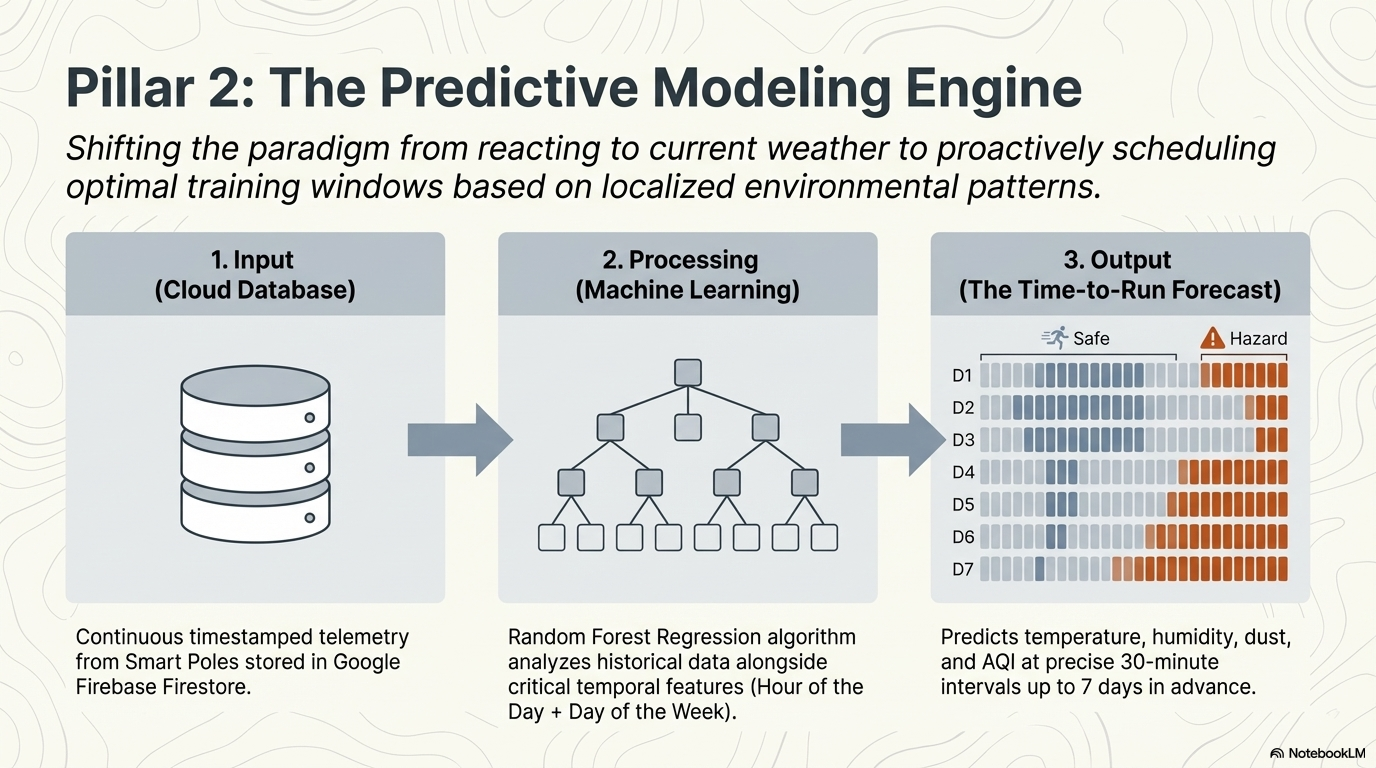 Pillar 2: The Predictive Modeling Engine
Shifting the paradigm from reacting to current weather to proactively scheduling
optimal training windows based on localized environmental patterns.
1. Input
(Cloud Database)
Continuous timestamped telemetry
from Smart Poles stored in Google
Firebase Firestore.
2. Processing
(Machine Learning)
Random Forest Regression algorithm
analyzes historical data alongside
critical temporal features (Hour of the
Day + Day of the Week).
3. Output
(The Time-to-Run Forecast)
Safe
Hazard
D1
D2
D3
D4
D5
D6
D7
Predicts temperature, humidity, dust,
and AQI at precise 30-minute
intervals up to 7 days in advance.
NotebookLM